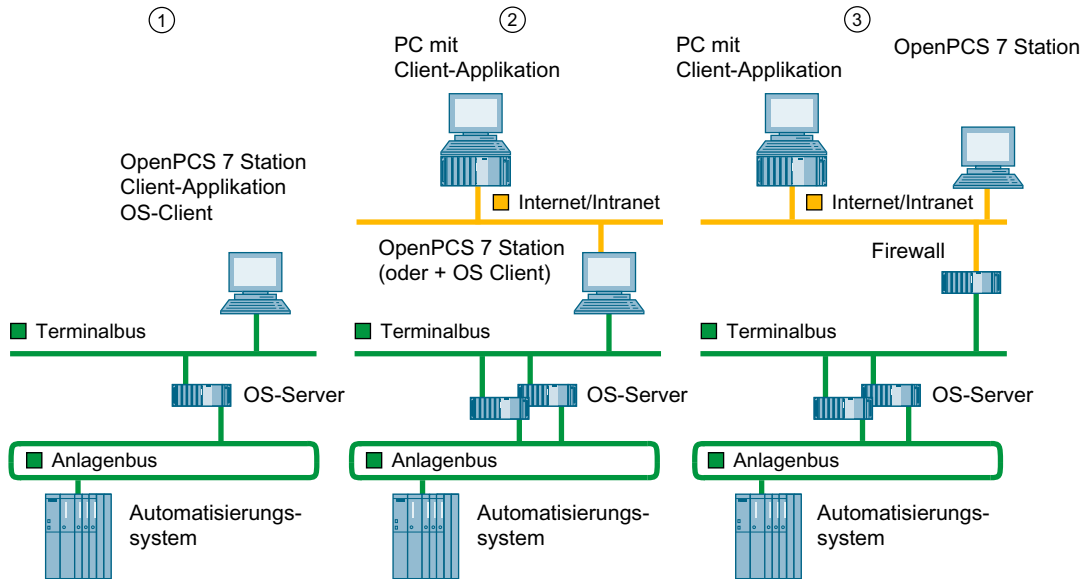 ①
OpenPCS 7 Station
Client-Applikation
OS-Client
Terminalbus
OS-Server
Anlagenbus
Automatisierungs-
system
②
PC mit
Client-Applikation
Internet/Intranet
OpenPCS 7 Station
(oder + OS Client)
Terminalbus
OS-Server
Anlagenbus
Automatisierungs-
system
③
PC mit
Client-Applikation
OpenPCS 7 Station
Internet/Intranet
Firewall
Terminalbus
OS-Server
Anlagenbus
Automatisierungs-
system